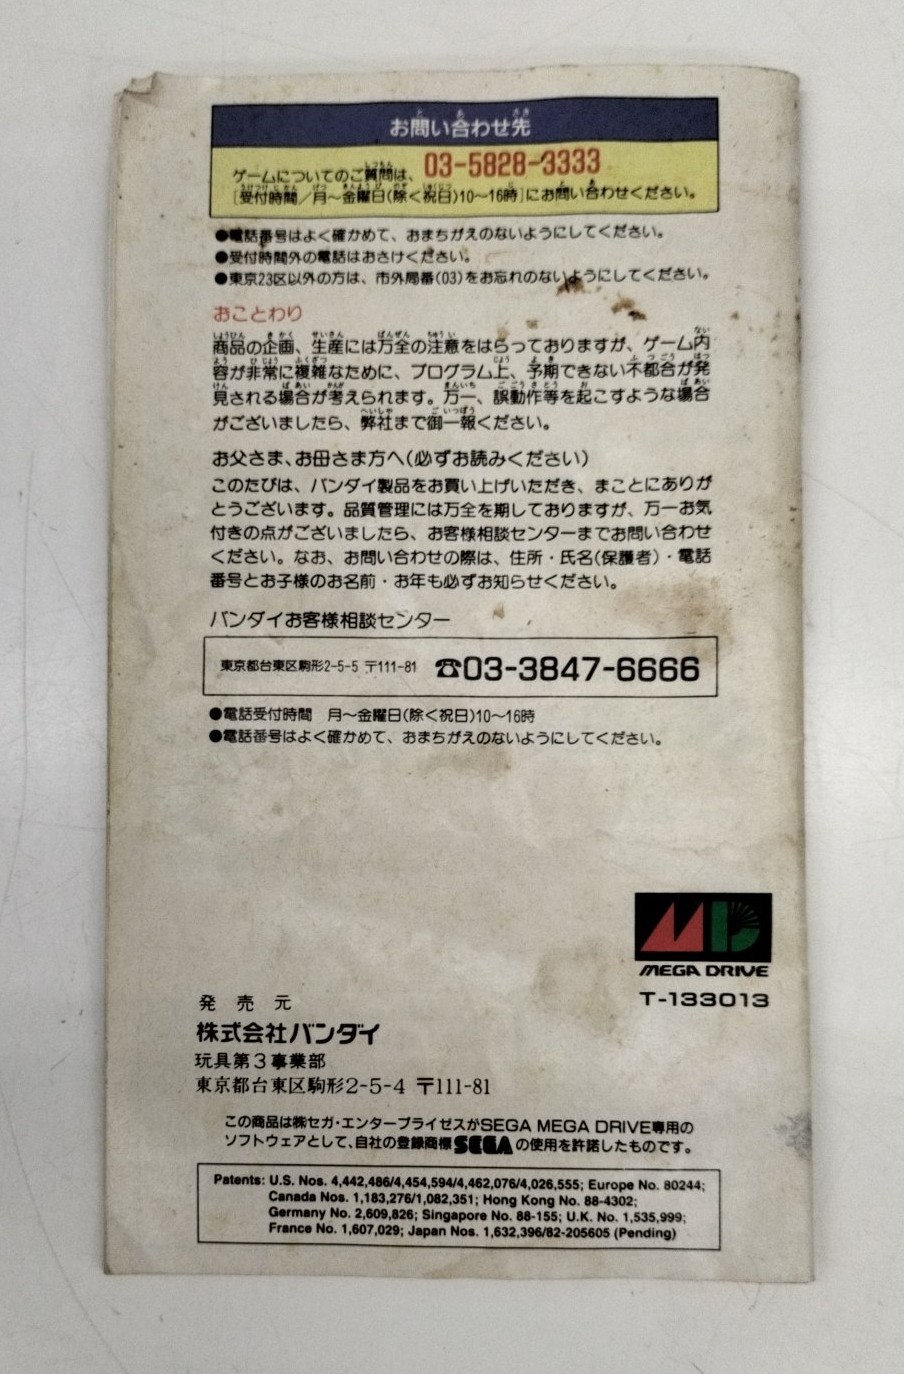 お問い合わせ先
ゲームについてのご質問は、03-5828-3333
[受付時間/月～金曜日(除く祝日)10～16時]にお問い合わせください。
●電話番号はよく確かめて、おまちがえのないようにしてください。
●受付時間外の電話はおさけください。
●東京23区以外の方は、市外局番(03)をお忘れのないようにしてください。
おことわり
商品の企画、生産には万全の注意をはらっておりますが、ゲーム内
容が非常に複雑なために、プログラム上、予期できない不都合が発
見される場合が考えられます。万一、誤動作等を起こすような場合
がございましたら、弊社まで御一報ください。
お父さま、お母さま方へ(必ずお読みください)
このたびは、バンダイ製品をお買い上げいただき、まことにありが
とうございます。品質管理には万全を期しておりますが、万一お気
付きの点がございましたら、お客様相談センターまでお問い合わせ
ください。なお、お問い合わせの際は、住所・氏名(保護者)・電話
番号とお子様のお名前・お年も必ずお知らせください。
バンダイお客様相談センター
東京都台東区駒形2-5-5 〒111-81 ☎03-3847-6666
●電話受付時間 月～金曜日(除く祝日)10～16時
●電話番号はよく確かめて、おまちがえのないようにしてください。
MD
MEGA DRIVE
T-133013
発売元
株式会社バンダイ
玩具第3事業部
東京都台東区駒形2-5-4 〒111-81
この商品は㈱セガ・エンタープライゼスがSEGA MEGA DRIVE専用の
ソフトウェアとして、自社の登録商標SEGAの使用を許諾したものです。
Patents: U.S. Nos. 4,442,486/4,454,594/4,462,076/4,026,555; Europe No. 80244;
Canada Nos. 1,183,276/1,082,351; Hong Kong No. 88-4302;
Germany No. 2,609,826; Singapore No. 88-155; U.K. No. 1,535,999;
France No. 1,607,029; Japan Nos. 1,632,396/82-205605 (Pending)